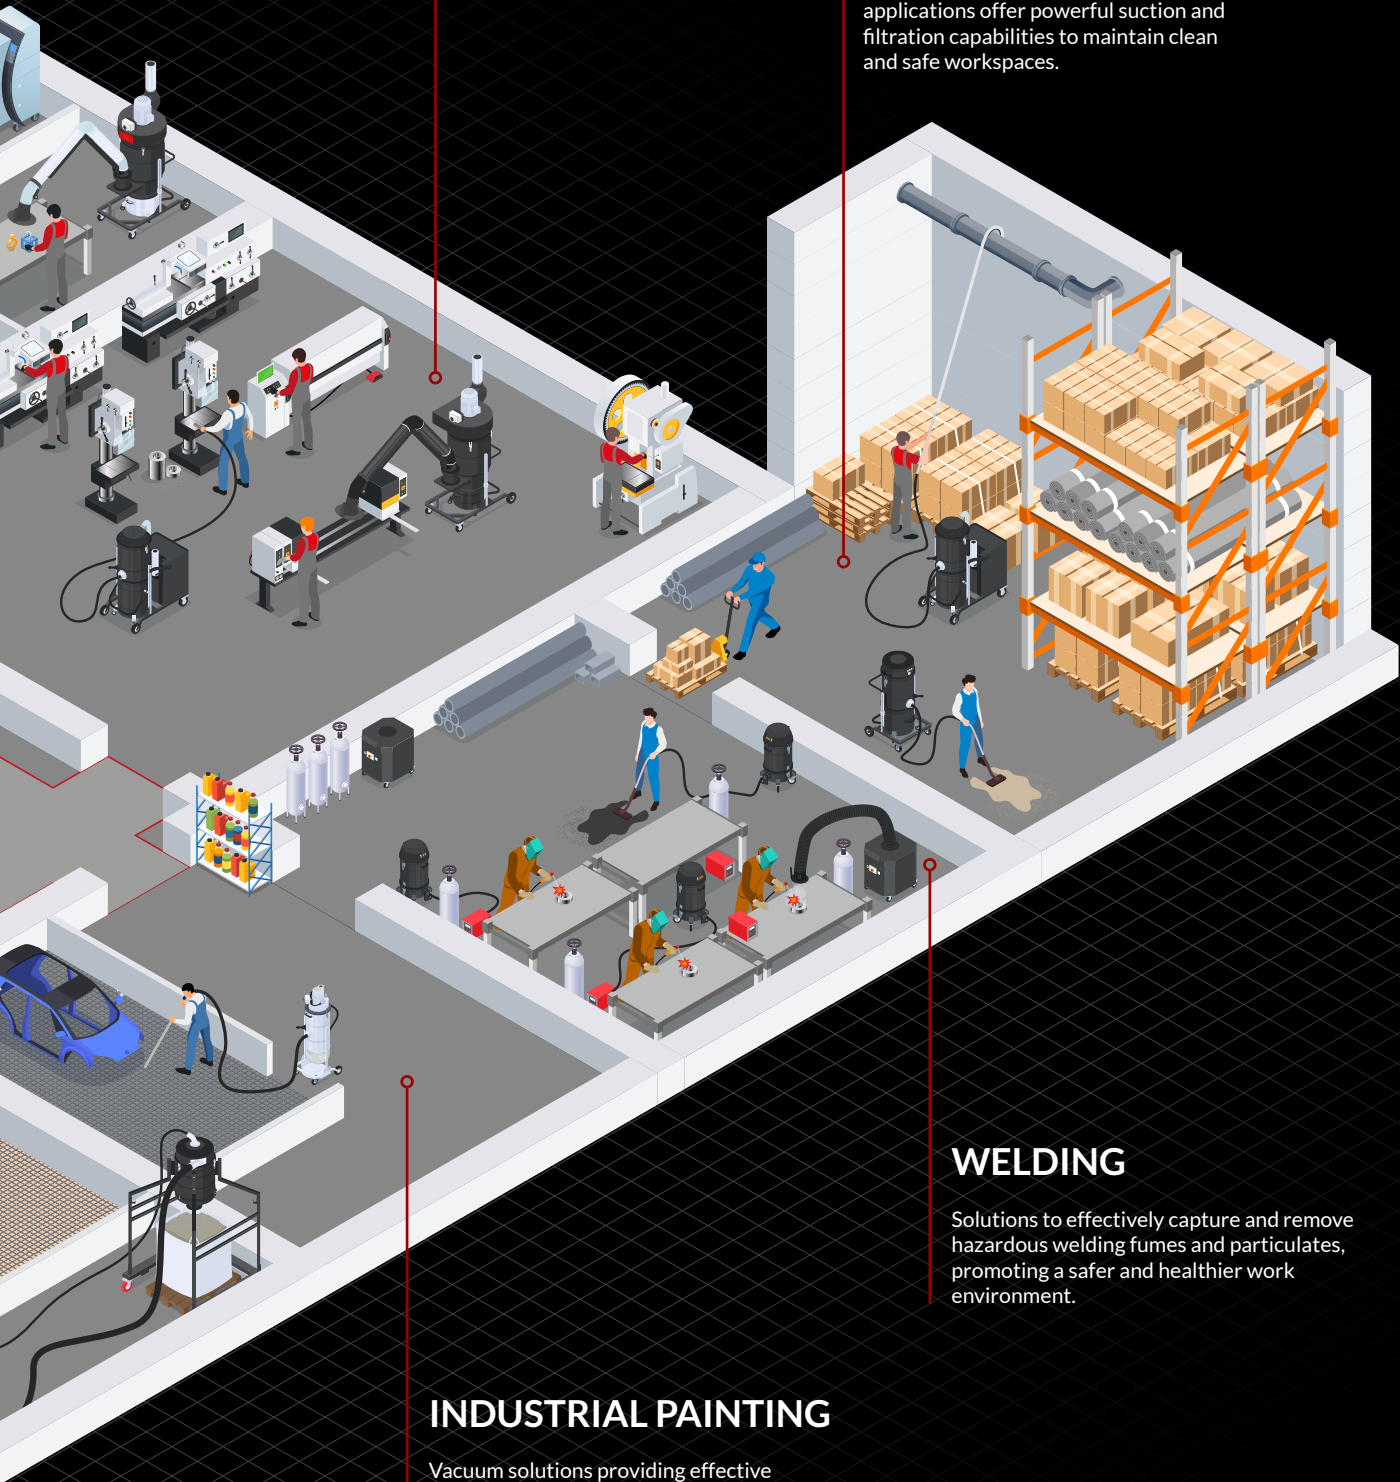 applications offer powerful suction and
filtration capabilities to maintain clean
and safe workspaces.
WELDING
Solutions to effectively capture and remove
hazardous welding fumes and particulates,
promoting a safer and healthier work
environment.
INDUSTRIAL PAINTING
Vacuum solutions providing effective